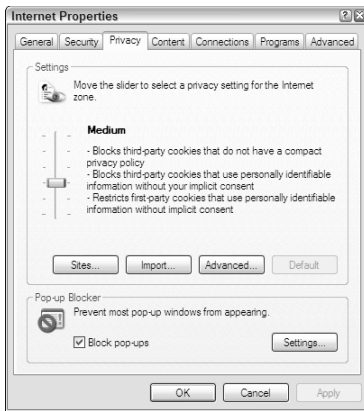 Internet Properties
General Security Privacy Content Connections Programs Advanced
Settings
Move the slider to select a privacy setting for the Internet
zone.
Medium
- Blocks third-party cookies that do not have a compact
privacy policy
- Blocks third-party cookies that use personally identifiable
information without your implicit consent
- Restricts first-party cookies that use personally identifiable
information without implicit consent
Sites... Import... Advanced... Default
Pop-up Blocker
Prevent most pop-up windows from appearing.
Block pop-ups Settings...
OK Cancel Apply